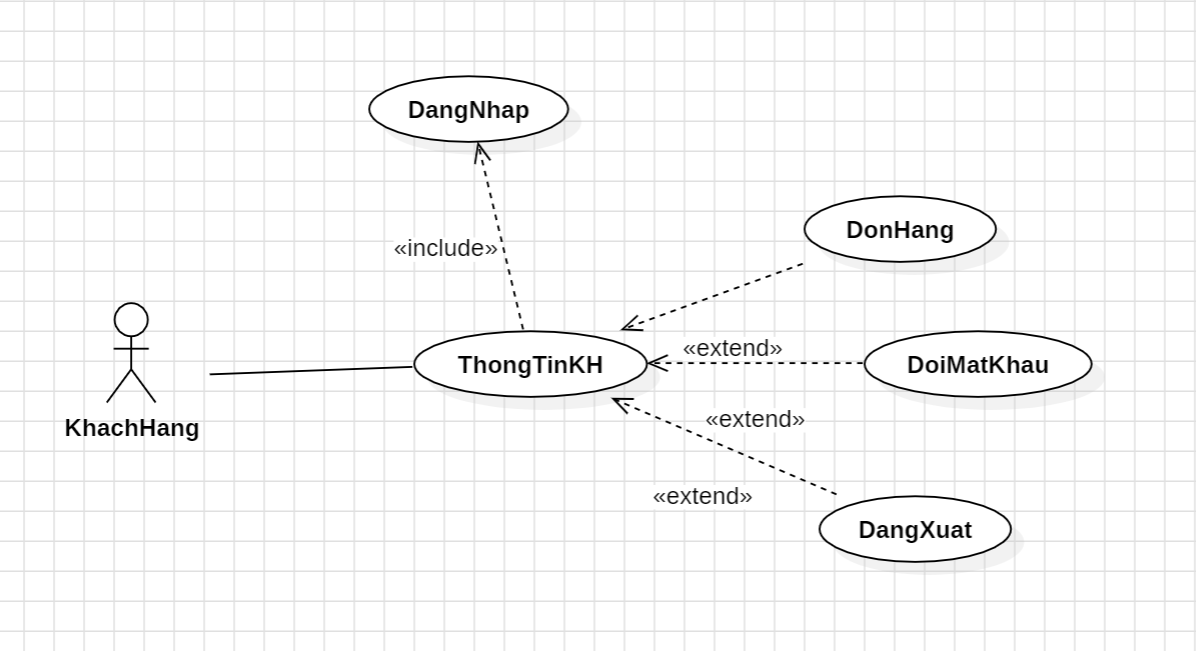 DangNhap
DonHang
«include»
«extend»
ThongTinKH
DoiMatKhau
KhachHang
«extend»
«extend»
DangXuat